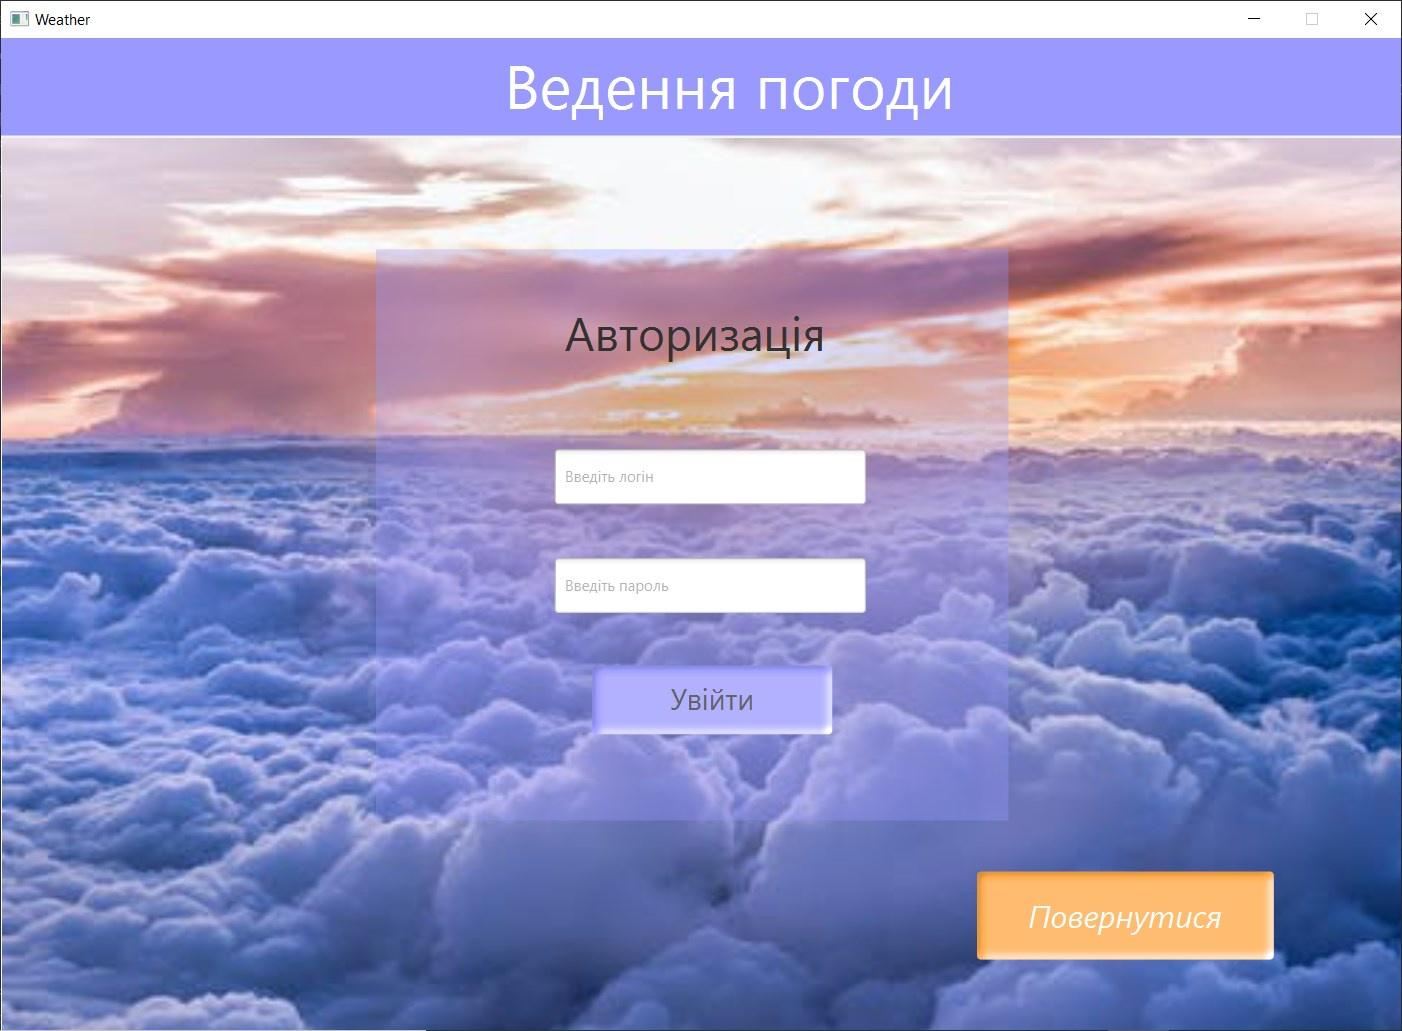 Weather
Ведення погоди
Авторизація
Введіть логін
Введіть пароль
Увійти
Повернутися